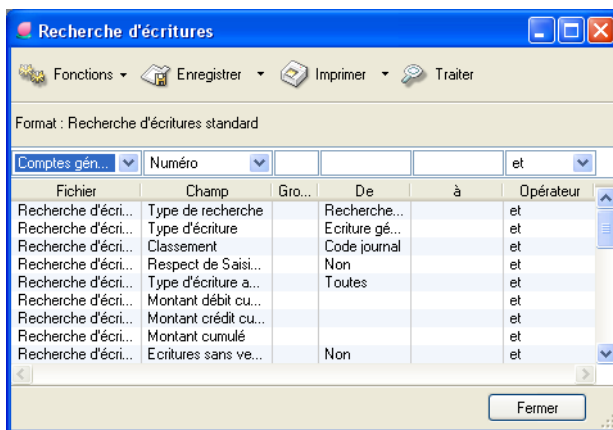 Recherche d'écritures
Fonctions Enregistrer Imprimer Traiter
Format : Recherche d'écritures standard
Comptes gén... Numéro et
Fichier Champ Gro... De à Opérateur
Recherche d'écri... Type de recherche Recherche... et
Recherche d'écri... Type d'écriture Ecriture gé... et
Recherche d'écri... Classement Code journal et
Recherche d'écri... Respect de Saisi... Non et
Recherche d'écri... Type d'écriture a... Toutes et
Recherche d'écri... Montant débit cu... et
Recherche d'écri... Montant crédit cu... et
Recherche d'écri... Montant cumulé et
Recherche d'écri... Ecritures sans ve... Non et
Fermer